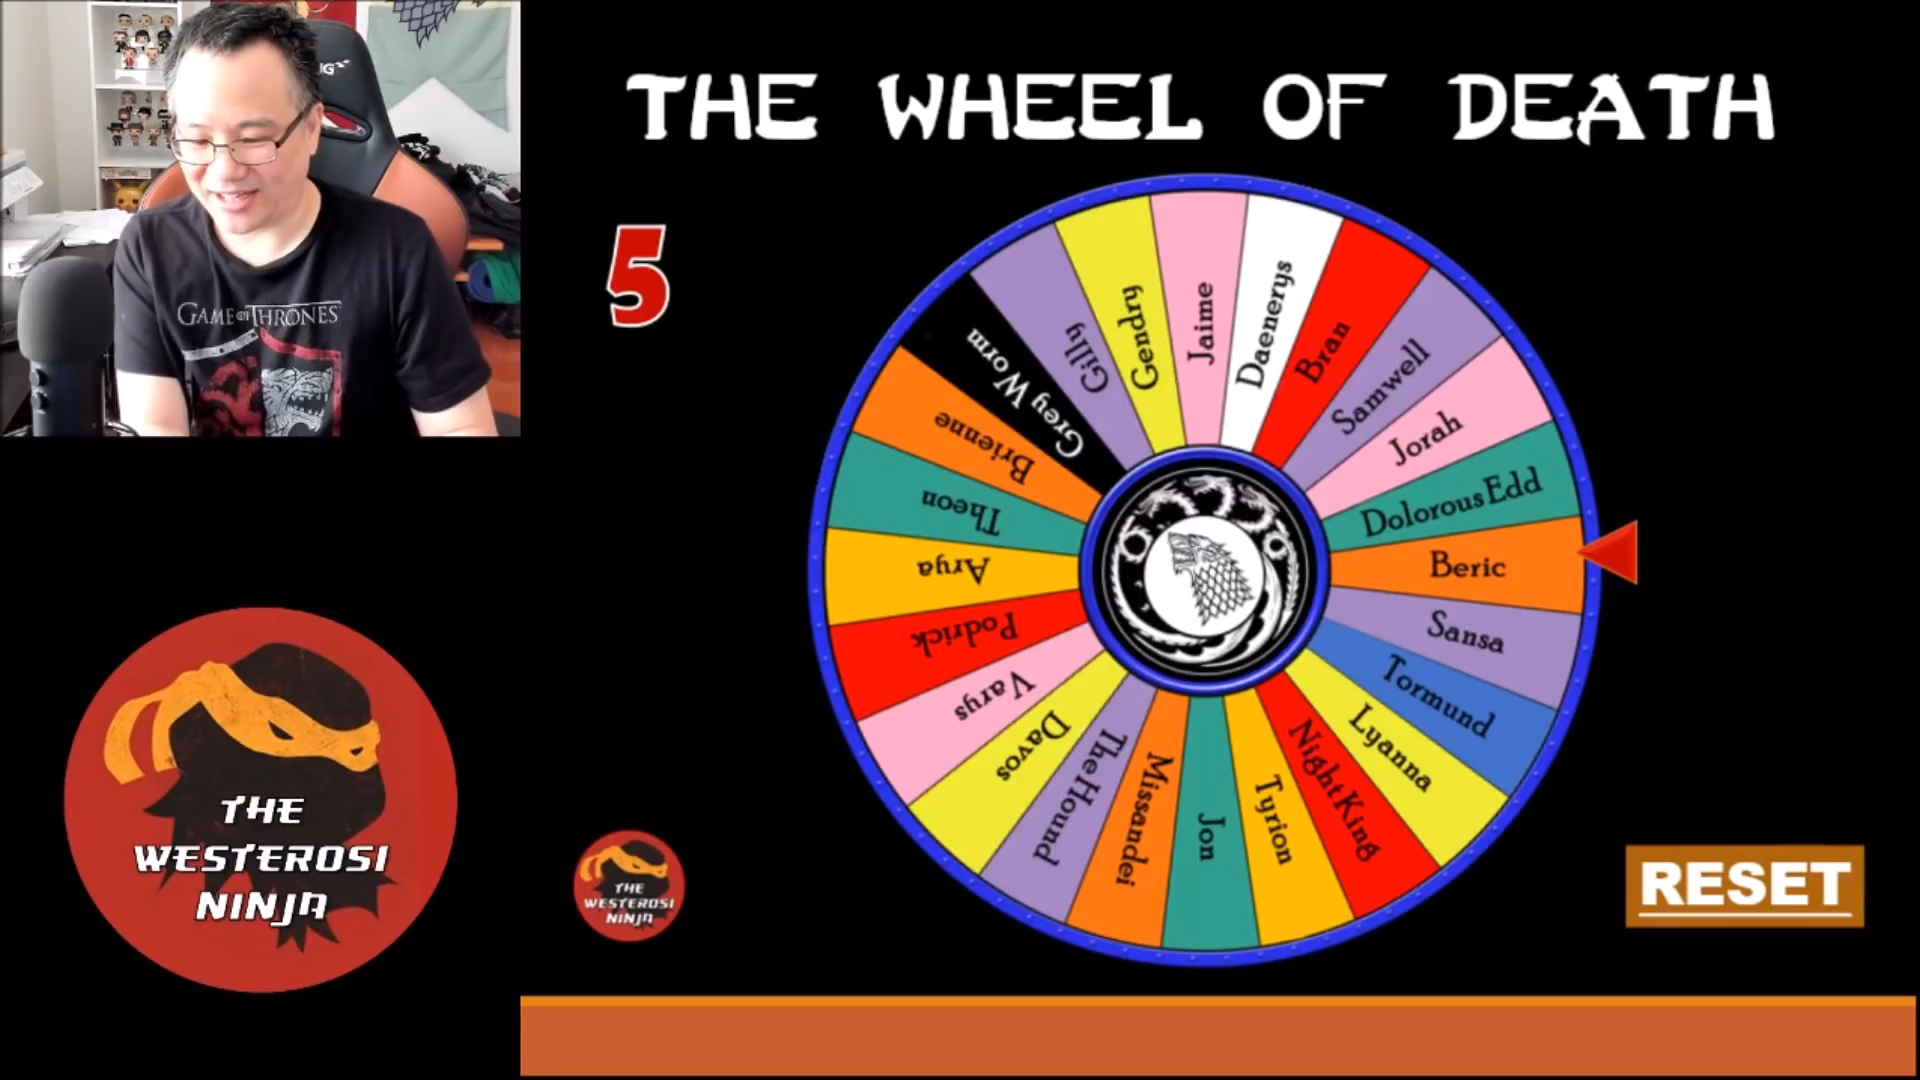 THE WHEEL OF DEATH
GAME OF THRONES
5
Gilly
Gendry
Jaime
Daenerys
Bran
Samwell
Jorah
Dolorous Edd
Beric
Sansa
Tormund
Lyanna
Night King
Tyrion
Jon
Missandei
The Hound
Davos
Varys
Podrick
Arya
Theon
Brienne
Grey Worm
THE
WESTEROSI
NINJA
THE
WESTEROSI
NINJA
RESET